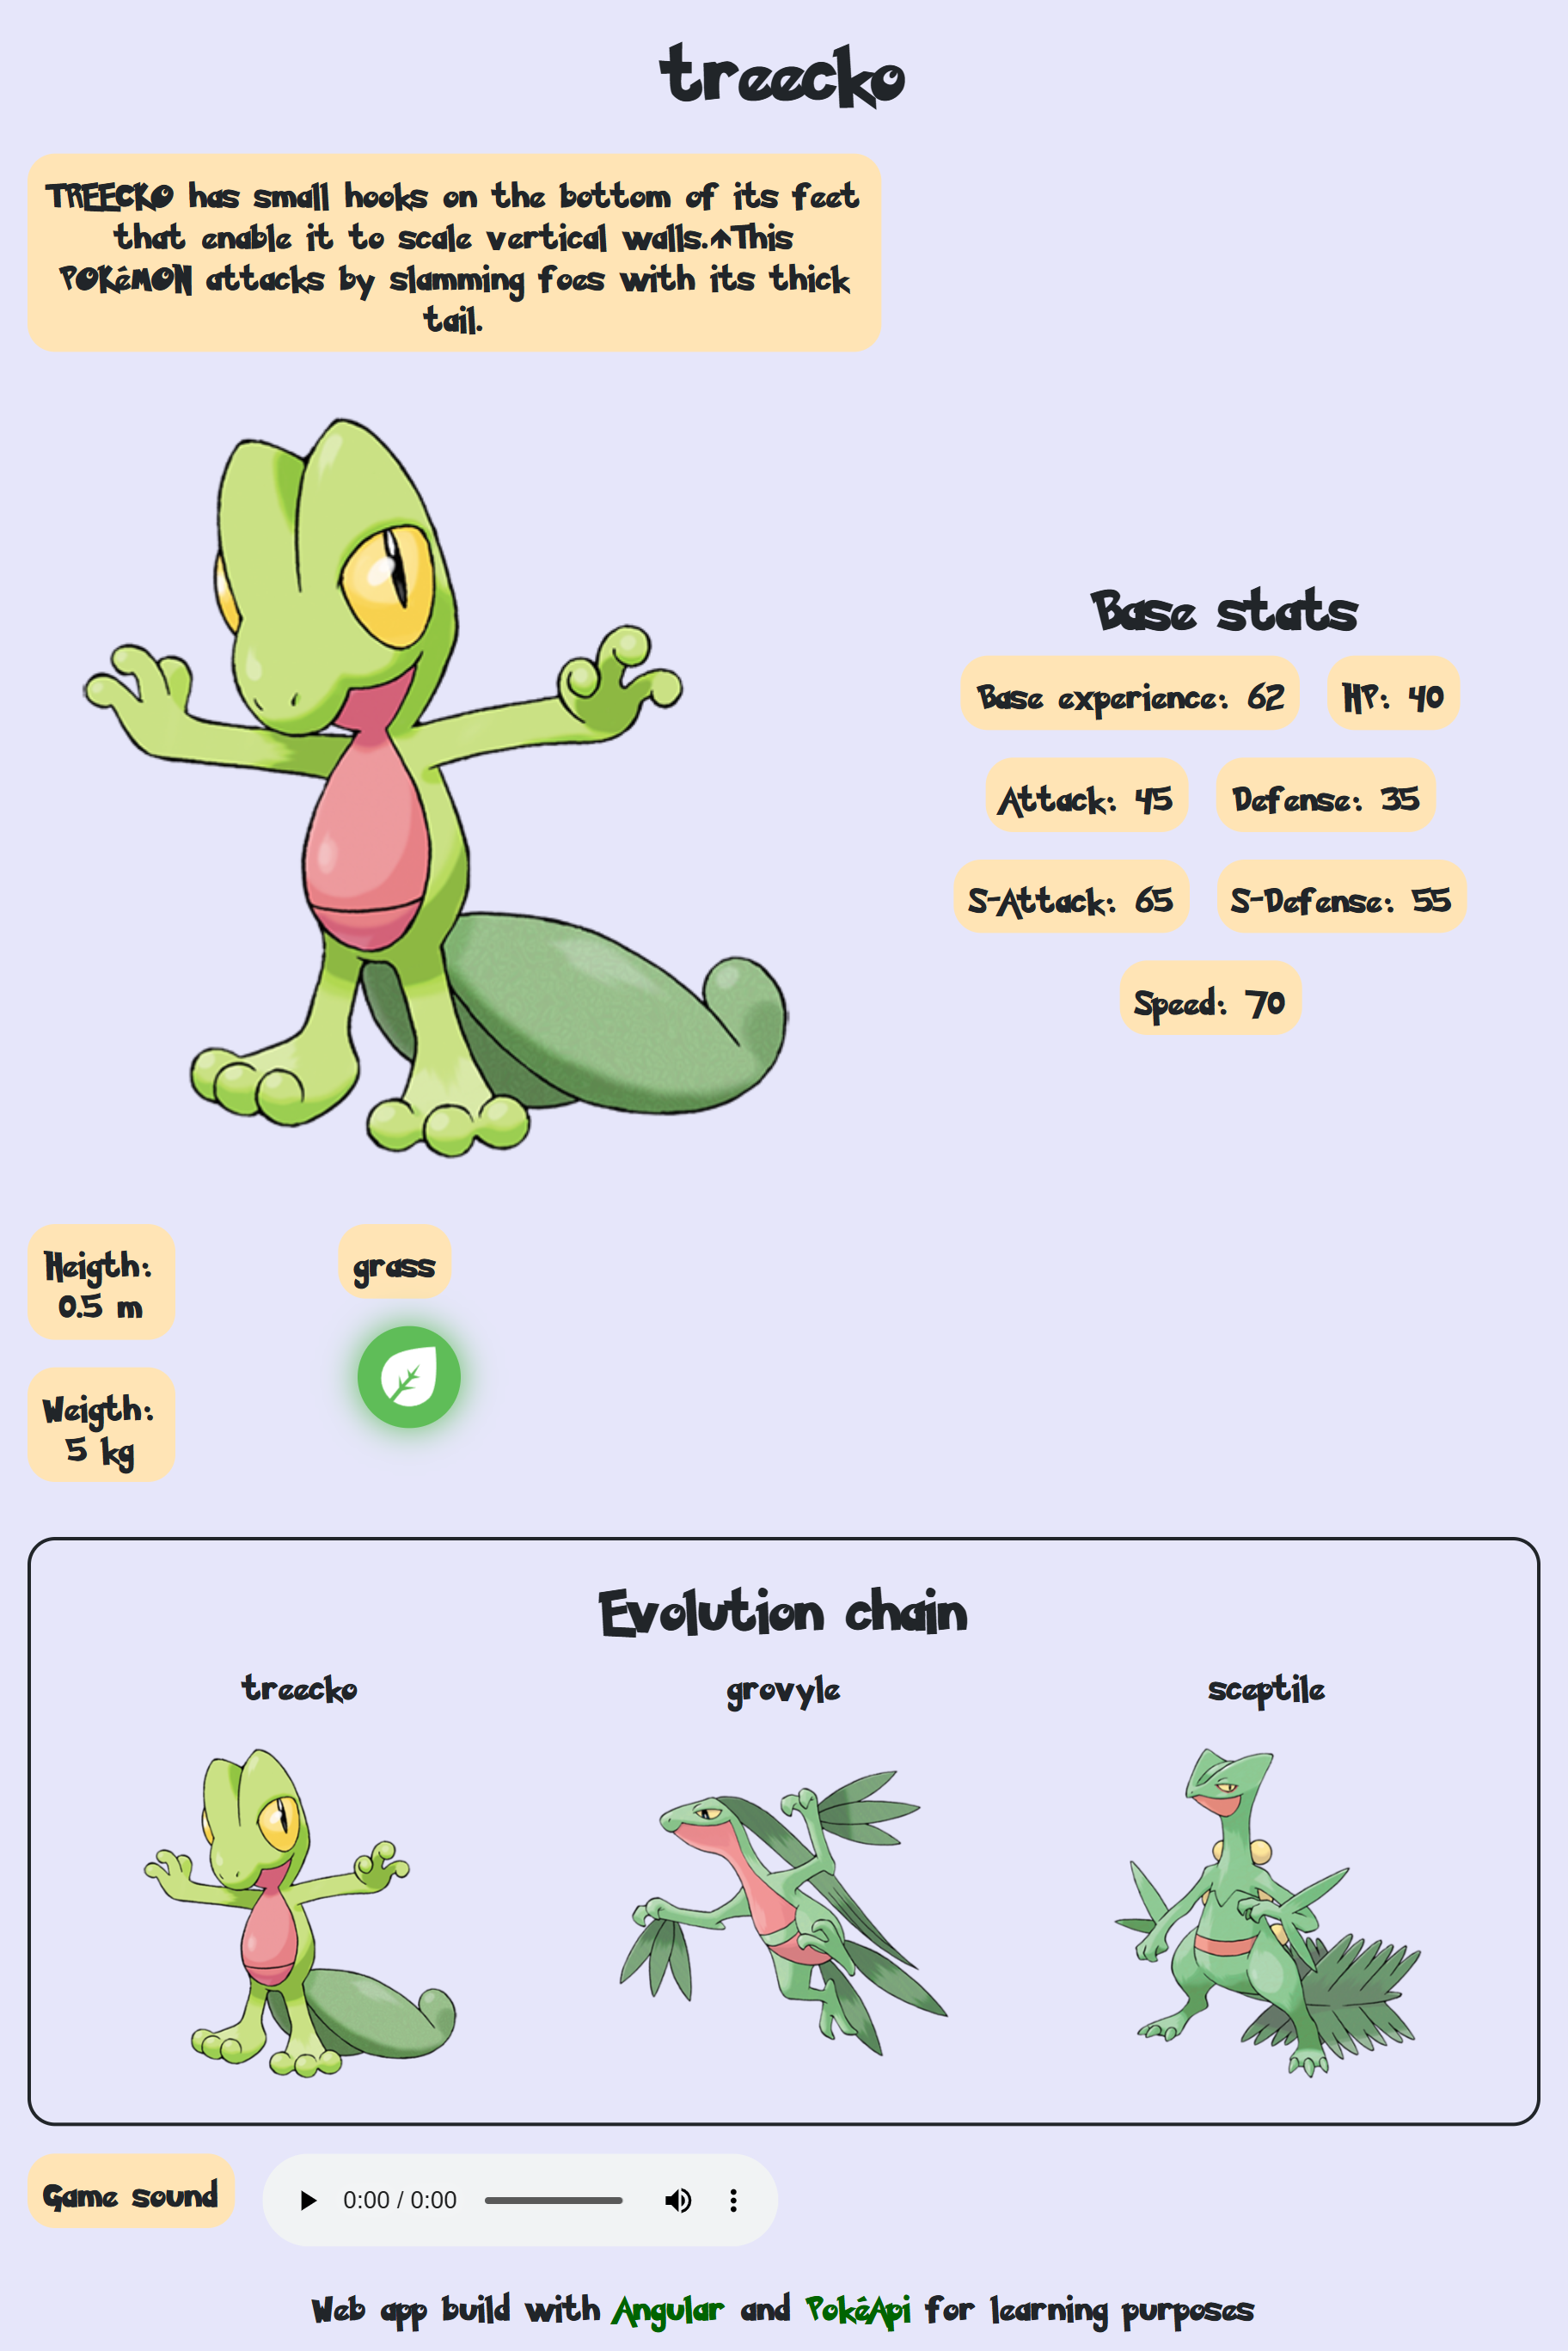 treecko
TREECKO has small hooks on the bottom of its feet
that enable it to scale vertical walls.↑This
POKéMON attacks by slamming foes with its thick
tail.
Base stats
Base experience: 62
HP: 40
Attack: 45
Defense: 35
S-Attack: 65
S-Defense: 55
Speed: 70
Heigth:
0.5 m
grass
Weigth:
5 kg
Evolution chain
treecko
grovyle
sceptile
Game sound
0:00 / 0:00
Web app build with Angular and PokéApi for learning purposes